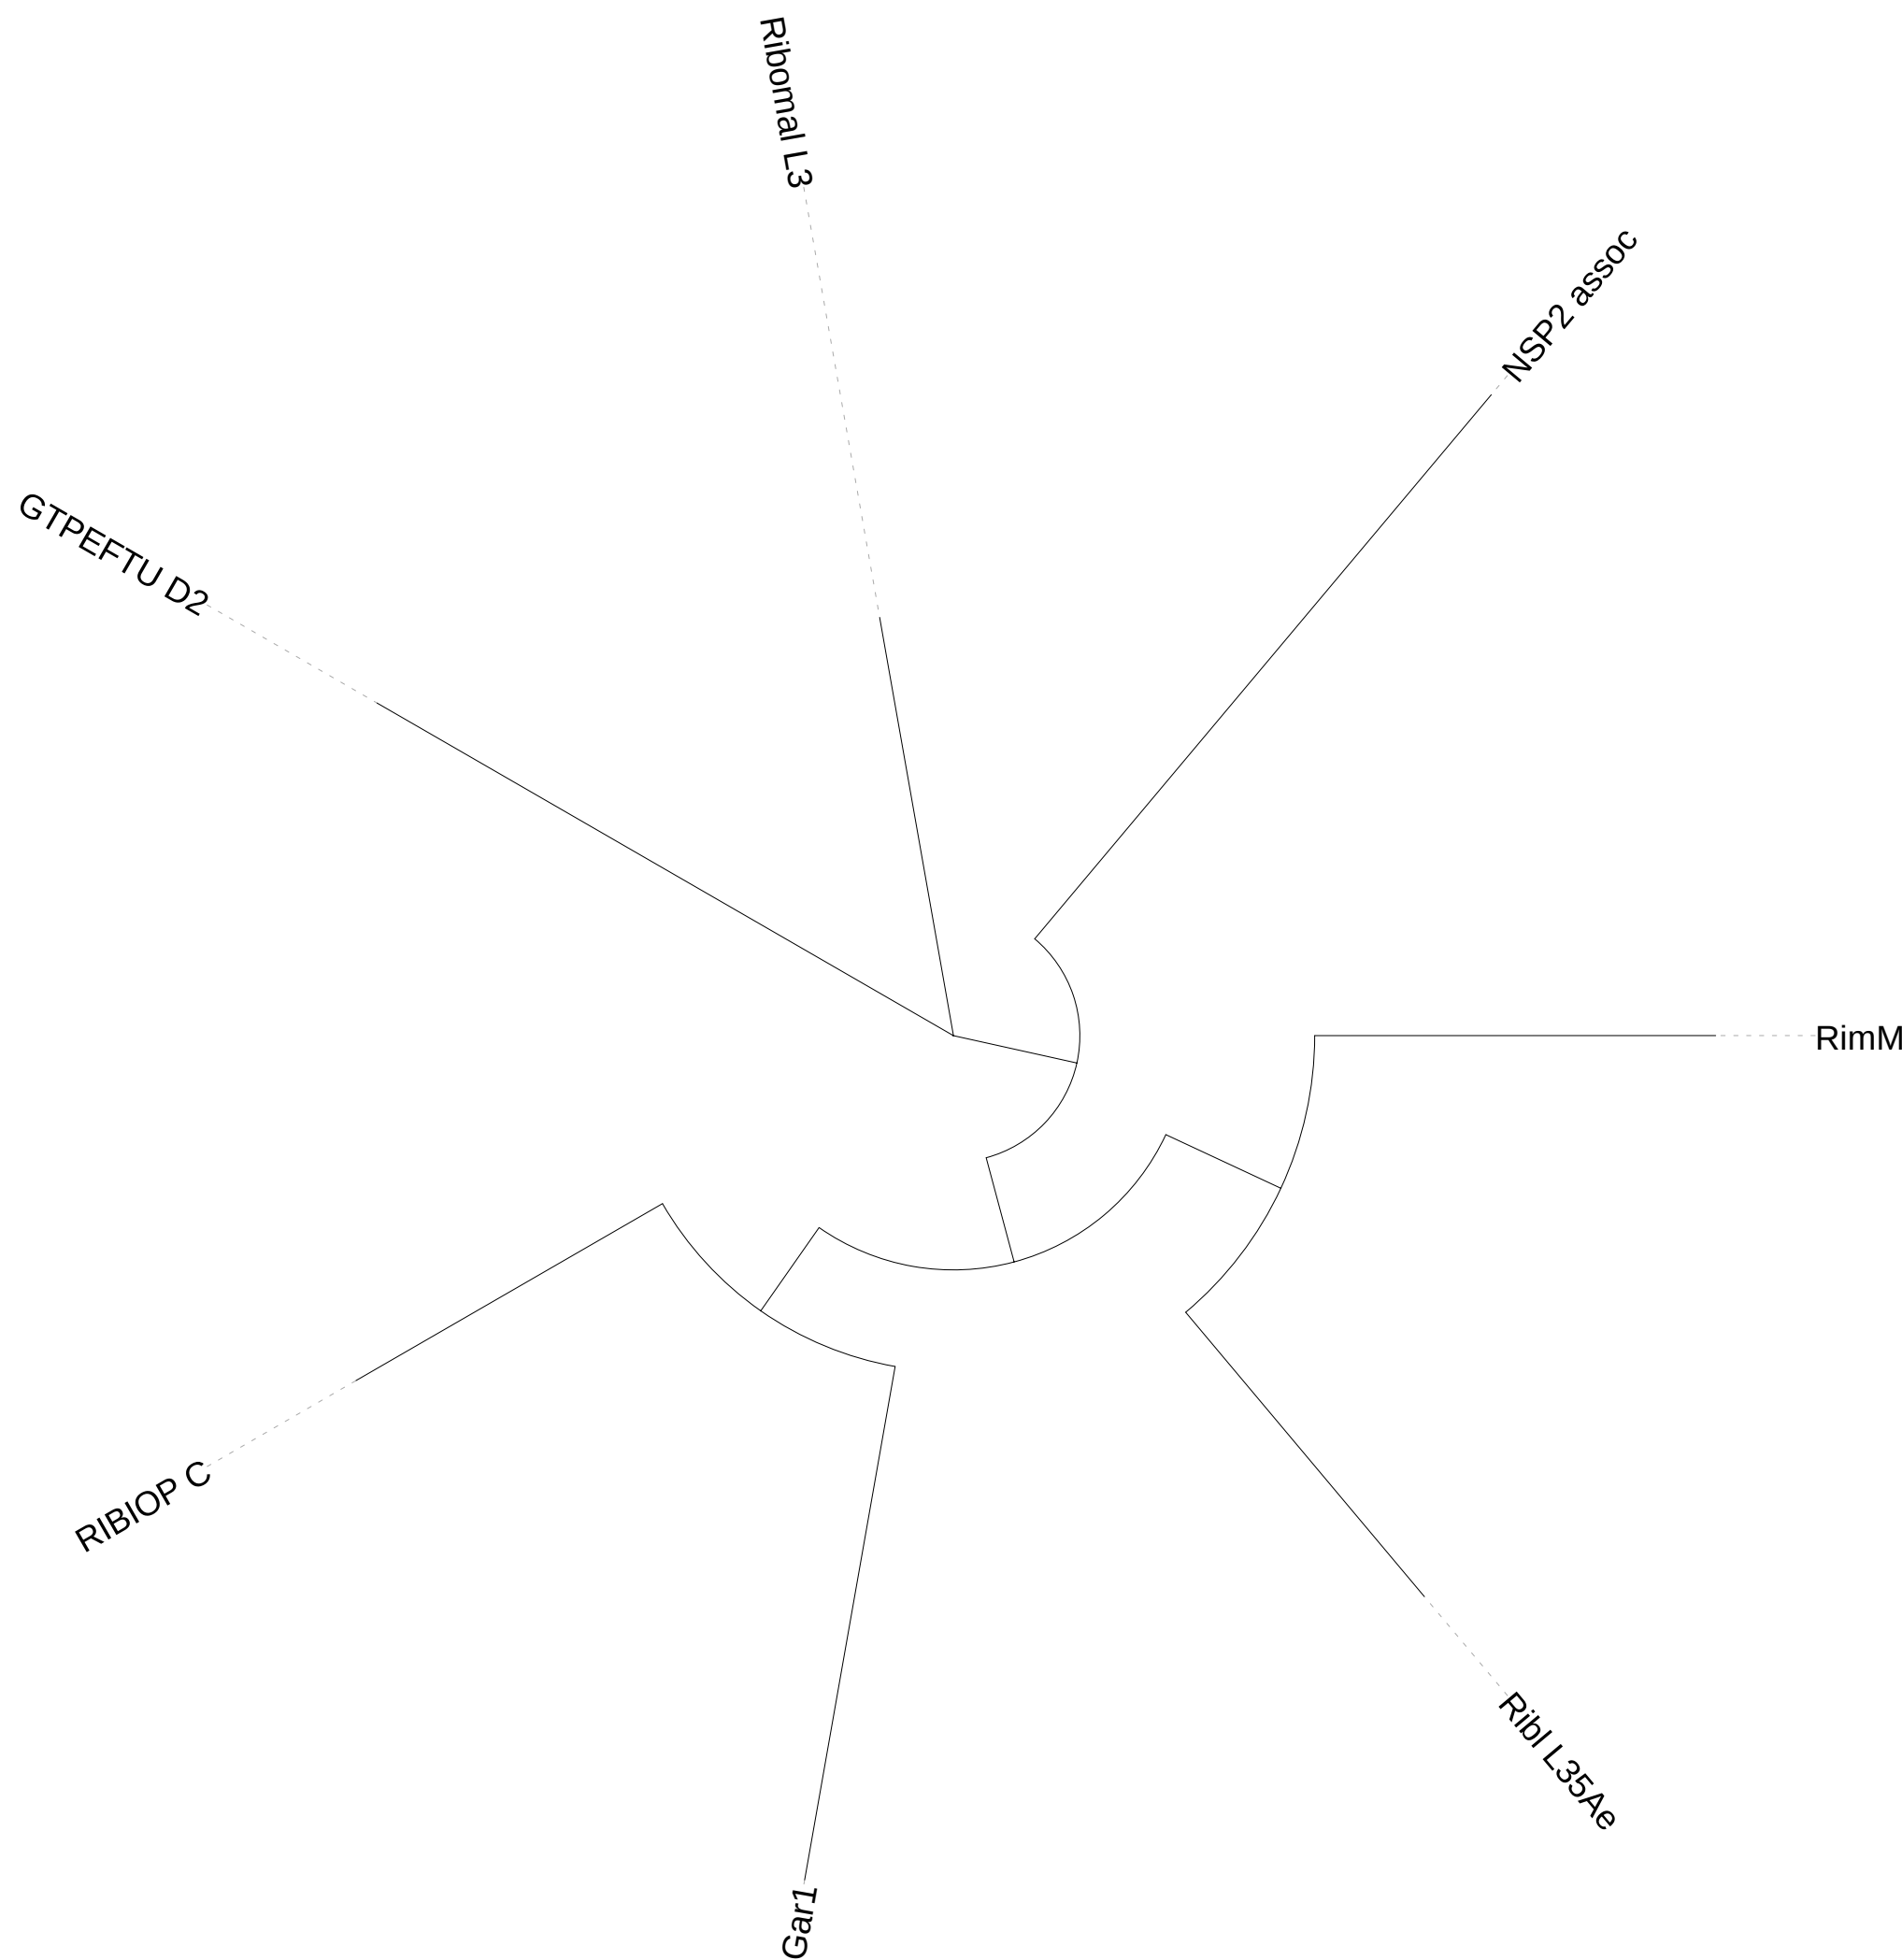 Ribomal L3
NSP2 assoc
GTPEFTU D2
RimM
RIBIOP C
Ribl L35Ae
Gar1